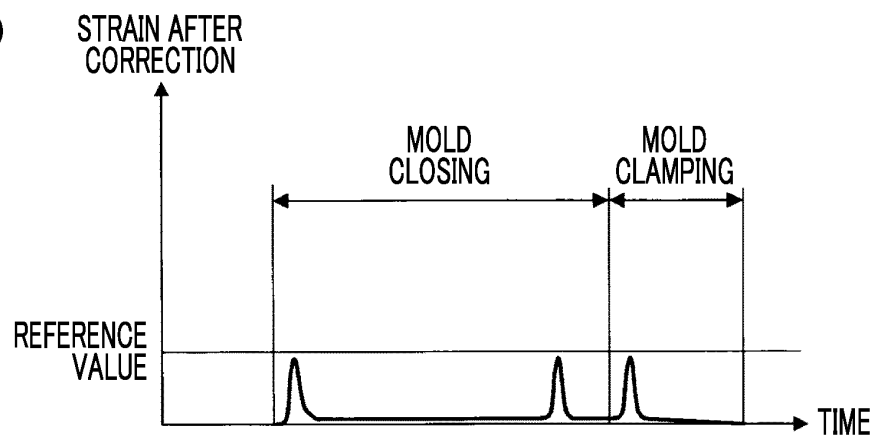 )
STRAIN AFTER
CORRECTION
MOLD
CLOSING
MOLD
CLAMPING
REFERENCE
VALUE
TIME